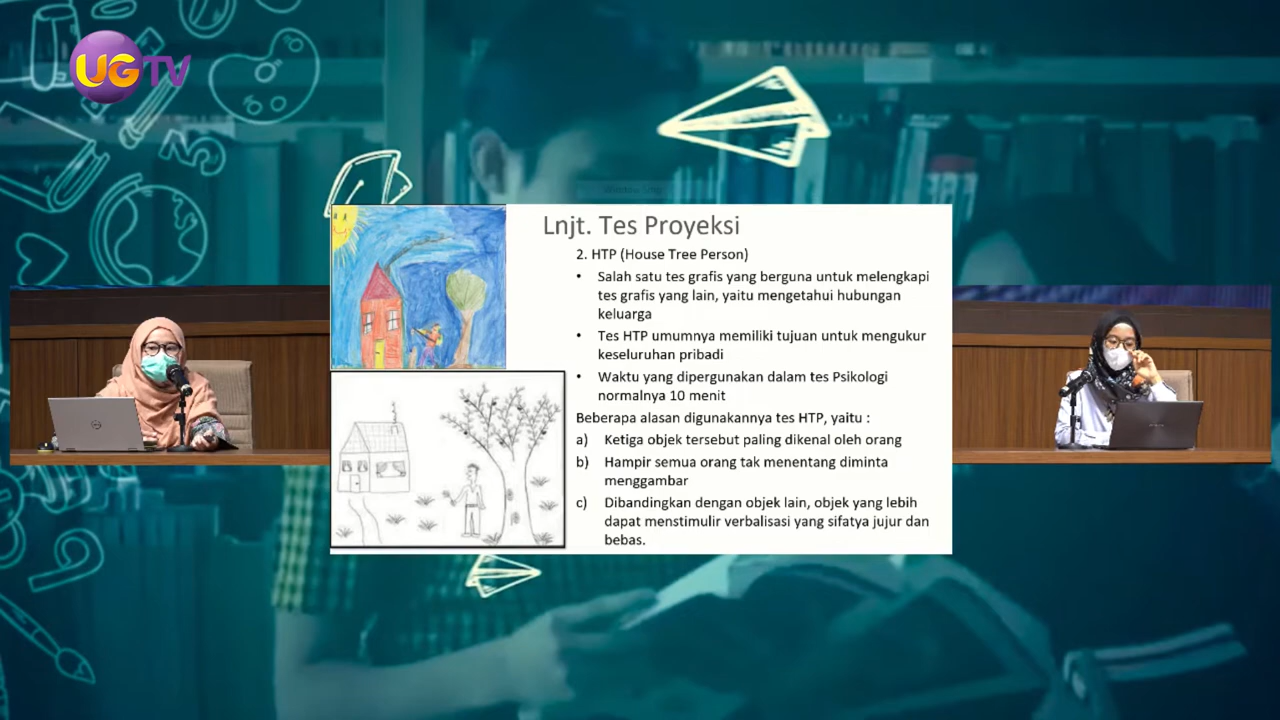 UGTV
Window Snip
Lnjt. Tes Proyeksi
2. HTP (House Tree Person)
• Salah satu tes grafis yang berguna untuk melengkapi
tes grafis yang lain, yaitu mengetahui hubungan
keluarga
• Tes HTP umumnya memiliki tujuan untuk mengukur
keseluruhan pribadi
• Waktu yang dipergunakan dalam tes Psikologi
normalnya 10 menit
Beberapa alasan digunakannya tes HTP, yaitu :
a) Ketiga objek tersebut paling dikenal oleh orang
b) Hampir semua orang tak menentang diminta
menggambar
c) Dibandingkan dengan objek lain, objek yang lebih
dapat menstimulir verbalisasi yang sifatya jujur dan
bebas.